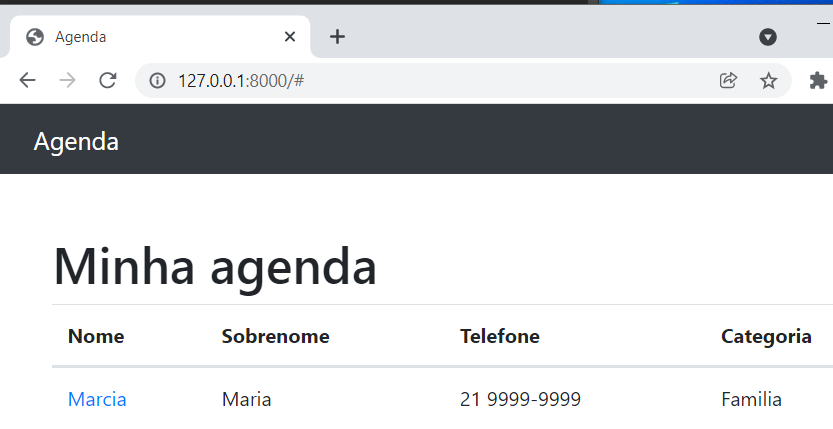 Agenda
127.0.0.1:8000/#
Agenda
Minha agenda
Nome Sobrenome Telefone Categoria
Marcia Maria 21 9999-9999 Familia